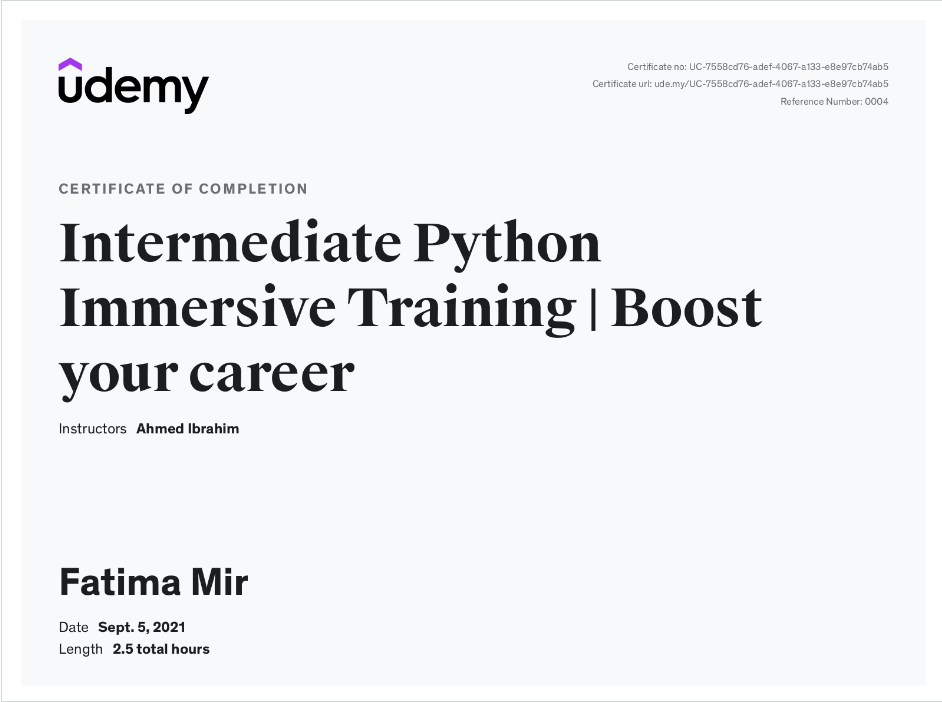 udemy
Certificate no: UC-7558cd76-adef-4067-a133-e8e97cb74ab5
Certificate url: ude.my/UC-7558cd76-adef-4067-a133-e8e97cb74ab5
Reference Number: 0004
CERTIFICATE OF COMPLETION
Intermediate Python
Immersive Training | Boost
your career
Instructors Ahmed Ibrahim
Fatima Mir
Date Sept. 5, 2021
Length 2.5 total hours